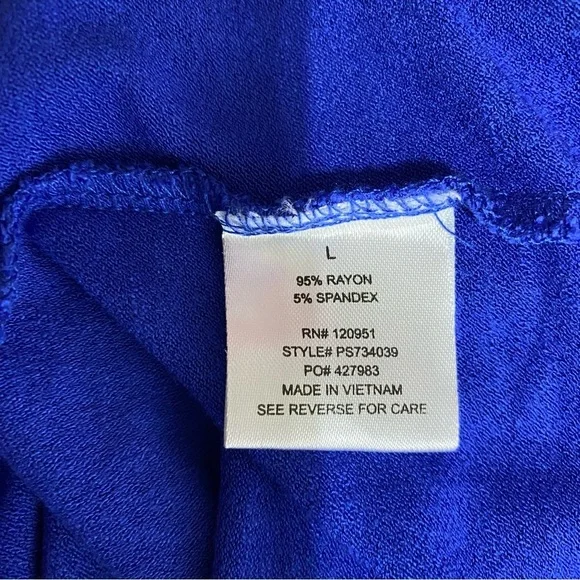 L
95% RAYON
5% SPANDEX
RN# 120951
STYLE# PS734039
PO# 427983
MADE IN VIETNAM
SEE REVERSE FOR CARE